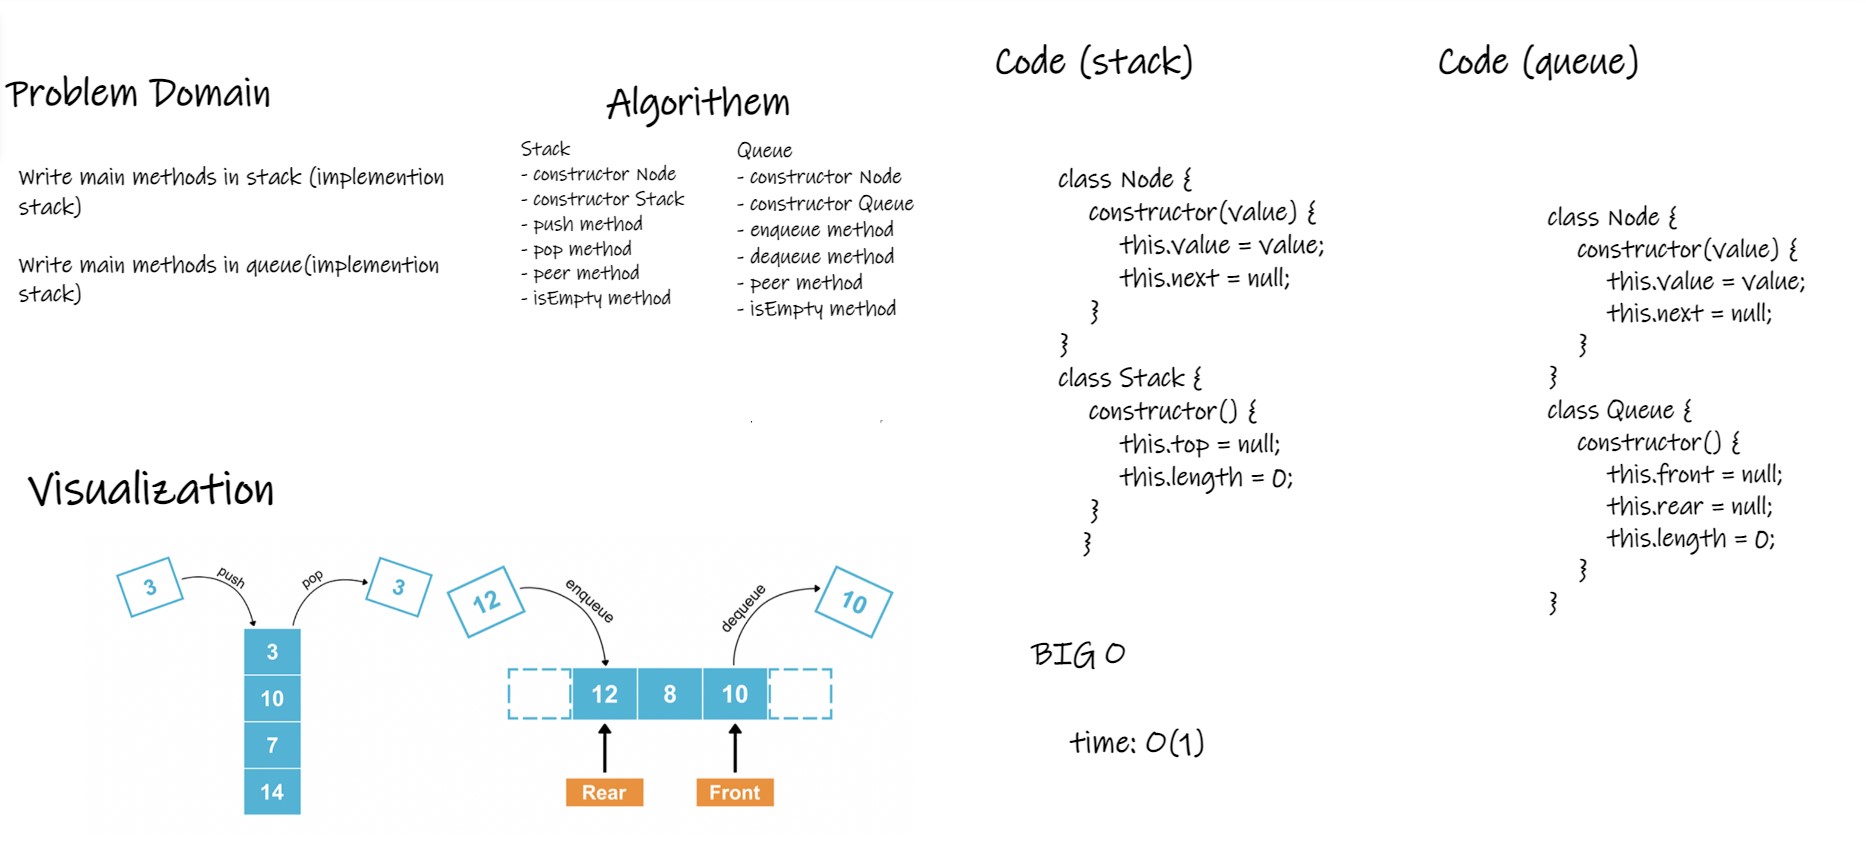 Problem Domain
Write main methods in stack (implemention
stack)
Write main methods in queue(implemention
stack)
Algorithem
Stack
- constructor Node
- constructor Stack
- push method
- pop method
- peer method
- isEmpty method
Queue
- constructor Node
- constructor Queue
- enqueue method
- dequeue method
- peer method
- isEmpty method
Visualization
3
push
pop
3
3
10
7
14
12
enqueue
dequeue
10
12 8 10
Rear
Front
Code (stack)
class Node {
constructor(value) {
this.value = value;
this.next = null;
}
}
class Stack {
constructor() {
this.top = null;
this.length = 0;
}
}
BIG O
time: O(1)
Code (queue)
class Node {
constructor(value) {
this.value = value;
this.next = null;
}
}
class Queue {
constructor() {
this.front = null;
this.rear = null;
this.length = 0;
}
}